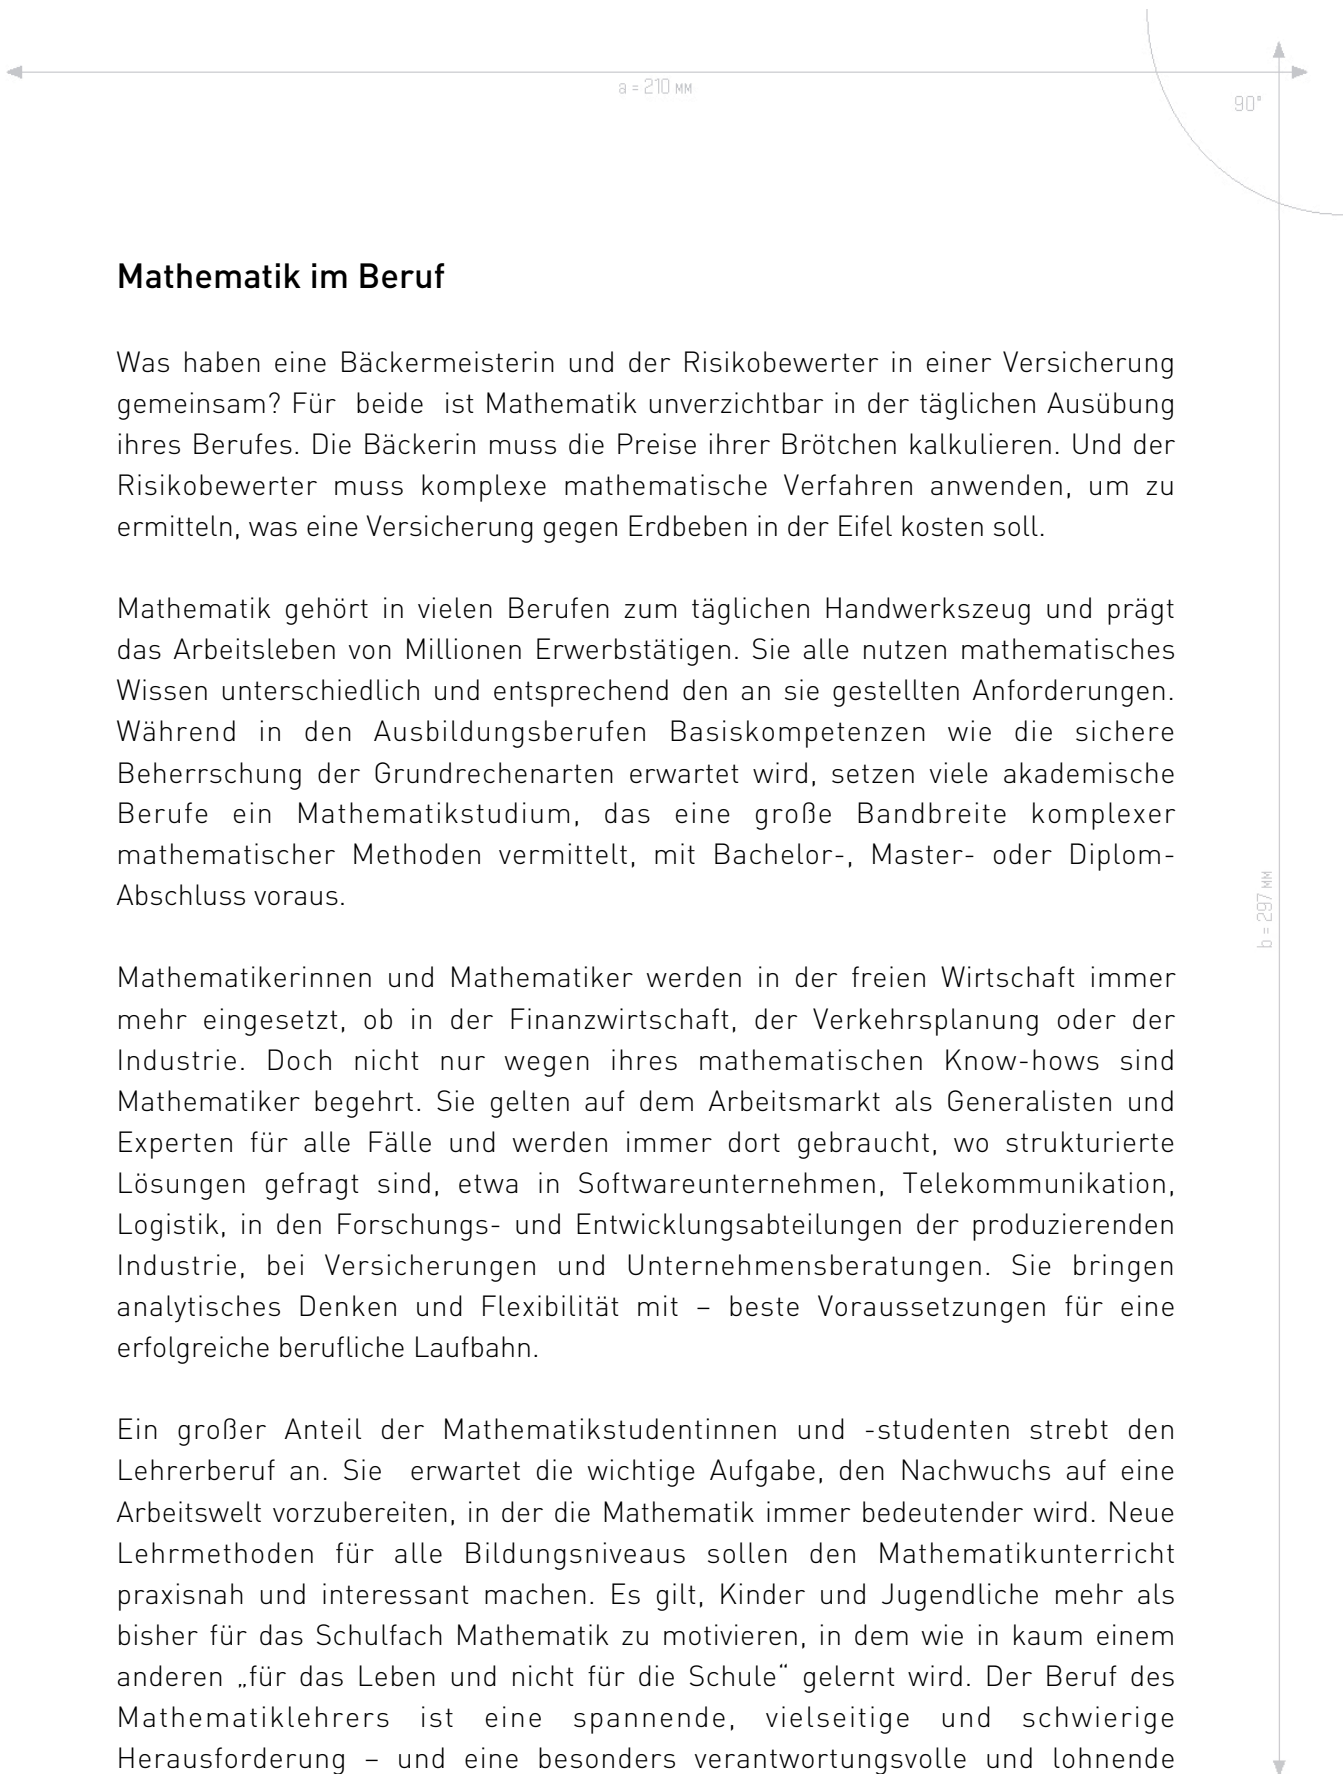 a = 210 MM
90°
Mathematik im Beruf
Was haben eine Bäckermeisterin und der Risikobewerter in einer Versicherung
gemeinsam? Für beide ist Mathematik unverzichtbar in der täglichen Ausübung
ihres Berufes. Die Bäckerin muss die Preise ihrer Brötchen kalkulieren. Und der
Risikobewerter muss komplexe mathematische Verfahren anwenden, um zu
ermitteln, was eine Versicherung gegen Erdbeben in der Eifel kosten soll.
Mathematik gehört in vielen Berufen zum täglichen Handwerkszeug und prägt
das Arbeitsleben von Millionen Erwerbstätigen. Sie alle nutzen mathematisches
Wissen unterschiedlich und entsprechend den an sie gestellten Anforderungen.
Während in den Ausbildungsberufen Basiskompetenzen wie die sichere
Beherrschung der Grundrechenarten erwartet wird, setzen viele akademische
Berufe ein Mathematikstudium, das eine große Bandbreite komplexer
mathematischer Methoden vermittelt, mit Bachelor-, Master- oder Diplom-
Abschluss voraus.
b = 297 MM
Mathematikerinnen und Mathematiker werden in der freien Wirtschaft immer
mehr eingesetzt, ob in der Finanzwirtschaft, der Verkehrsplanung oder der
Industrie. Doch nicht nur wegen ihres mathematischen Know-hows sind
Mathematiker begehrt. Sie gelten auf dem Arbeitsmarkt als Generalisten und
Experten für alle Fälle und werden immer dort gebraucht, wo strukturierte
Lösungen gefragt sind, etwa in Softwareunternehmen, Telekommunikation,
Logistik, in den Forschungs- und Entwicklungsabteilungen der produzierenden
Industrie, bei Versicherungen und Unternehmensberatungen. Sie bringen
analytisches Denken und Flexibilität mit – beste Voraussetzungen für eine
erfolgreiche berufliche Laufbahn.
Ein großer Anteil der Mathematikstudentinnen und -studenten strebt den
Lehrerberuf an. Sie erwartet die wichtige Aufgabe, den Nachwuchs auf eine
Arbeitswelt vorzubereiten, in der die Mathematik immer bedeutender wird. Neue
Lehrmethoden für alle Bildungsniveaus sollen den Mathematikunterricht
praxisnah und interessant machen. Es gilt, Kinder und Jugendliche mehr als
bisher für das Schulfach Mathematik zu motivieren, in dem wie in kaum einem
anderen „für das Leben und nicht für die Schule“ gelernt wird. Der Beruf des
Mathematiklehrers ist eine spannende, vielseitige und schwierige
Herausforderung – und eine besonders verantwortungsvolle und lohnende